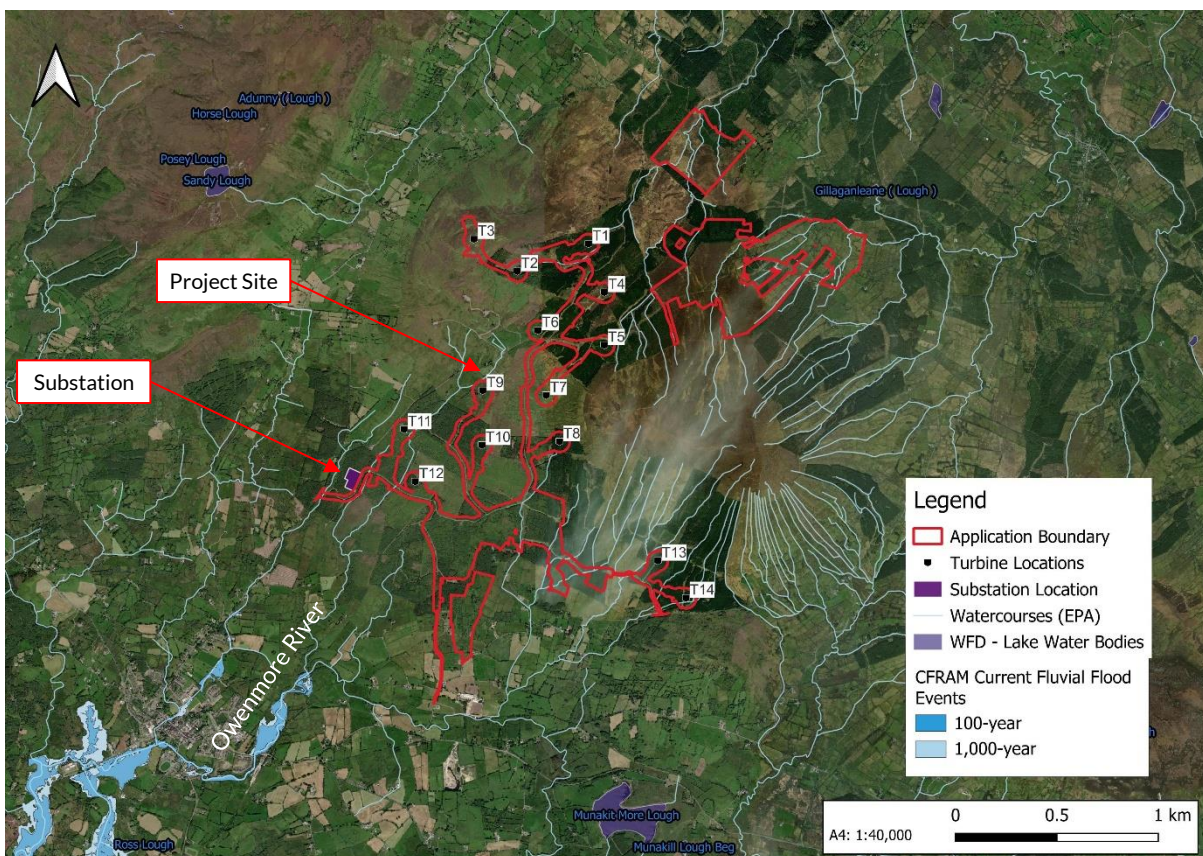 Adunny ( Lough )
Horse Lough
Posey Lough
Sandy Lough
Gillaganleane ( Lough )
T3
T1
T2
Project Site
T4
T6
T5
Substation
T9
T7
T11
T10
T8
T12
T13
T14
Owenmore River
Munakit More Lough
Munakill Lough Beg
Ross Lough
Legend
Application Boundary
Turbine Locations
Substation Location
Watercourses (EPA)
WFD - Lake Water Bodies
CFRAM Current Fluvial Flood
Events
100-year
1,000-year
A4: 1:40,000
0 0.5 1 km